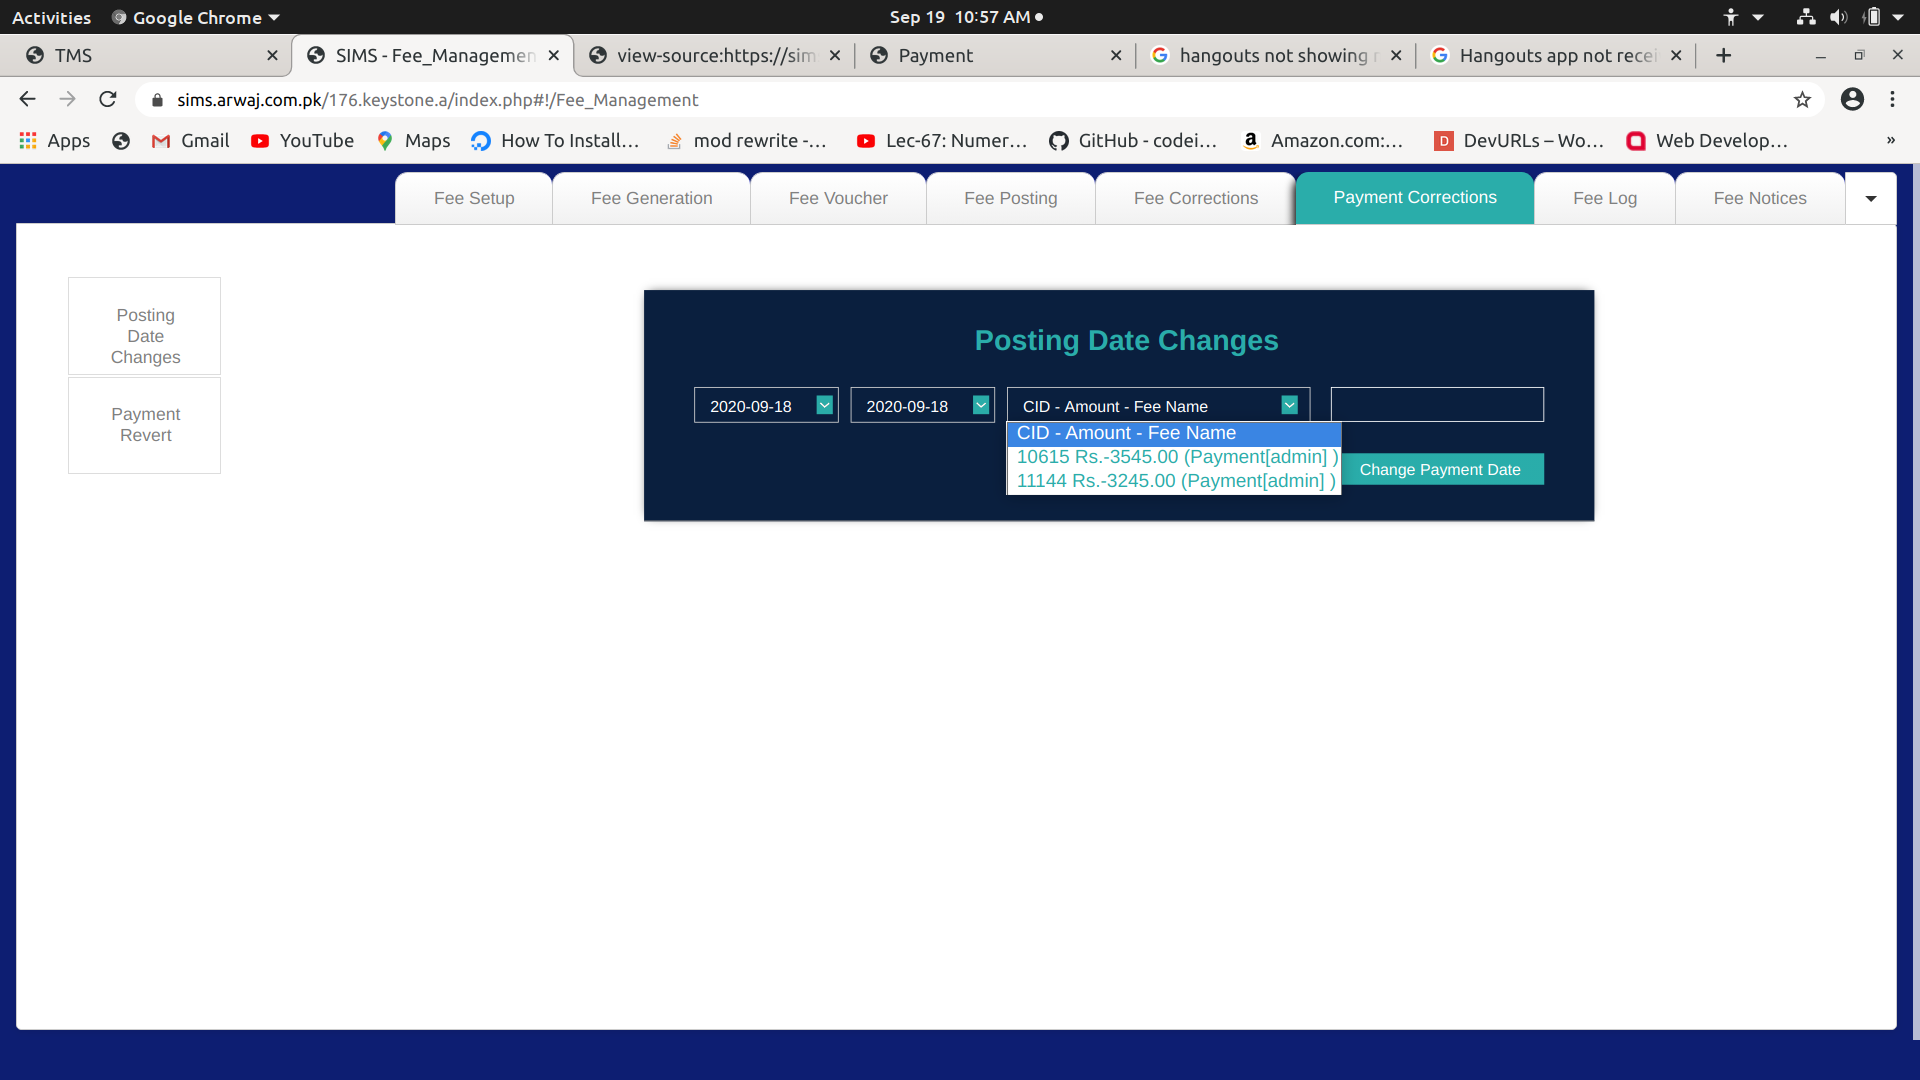 Activities Google Chrome Sep 19 10:57 AM
TMS SIMS - Fee_Managemen view-source:https://sim Payment hangouts not showing Hangouts app not recei
sims.arwaj.com.pk/176.keystone.a/index.php#!/Fee_Management
Apps Gmail YouTube Maps How To Install... mod rewrite -... Lec-67: Numer... GitHub - codei... Amazon.com:... D DevURLs – Wo... Web Develop... »
Fee Setup Fee Generation Fee Voucher Fee Posting Fee Corrections Payment Corrections Fee Log Fee Notices
Posting
Date
Changes
Payment
Revert
Posting Date Changes
2020-09-18 2020-09-18 CID - Amount - Fee Name
CID - Amount - Fee Name
10615 Rs.-3545.00 (Payment[admin] )
11144 Rs.-3245.00 (Payment[admin] )
Change Payment Date